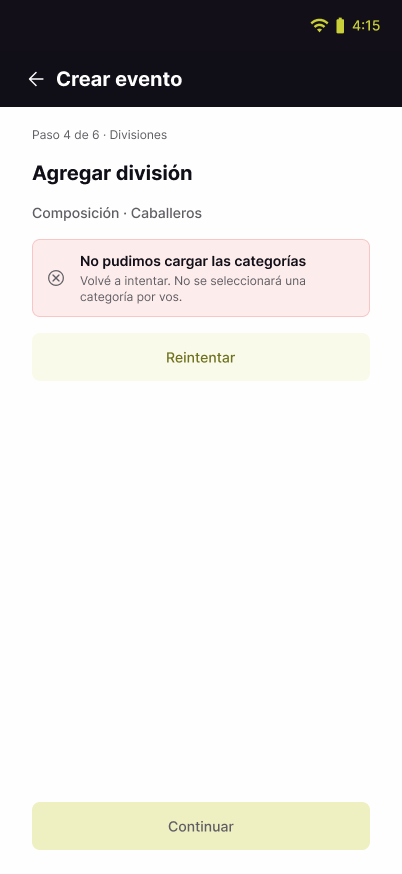 4:15
Crear evento
Paso 4 de 6 · Divisiones
Agregar división
Composición · Caballeros
No pudimos cargar las categorías
Volvé a intentar. No se seleccionará una
categoría por vos.
Reintentar
Continuar